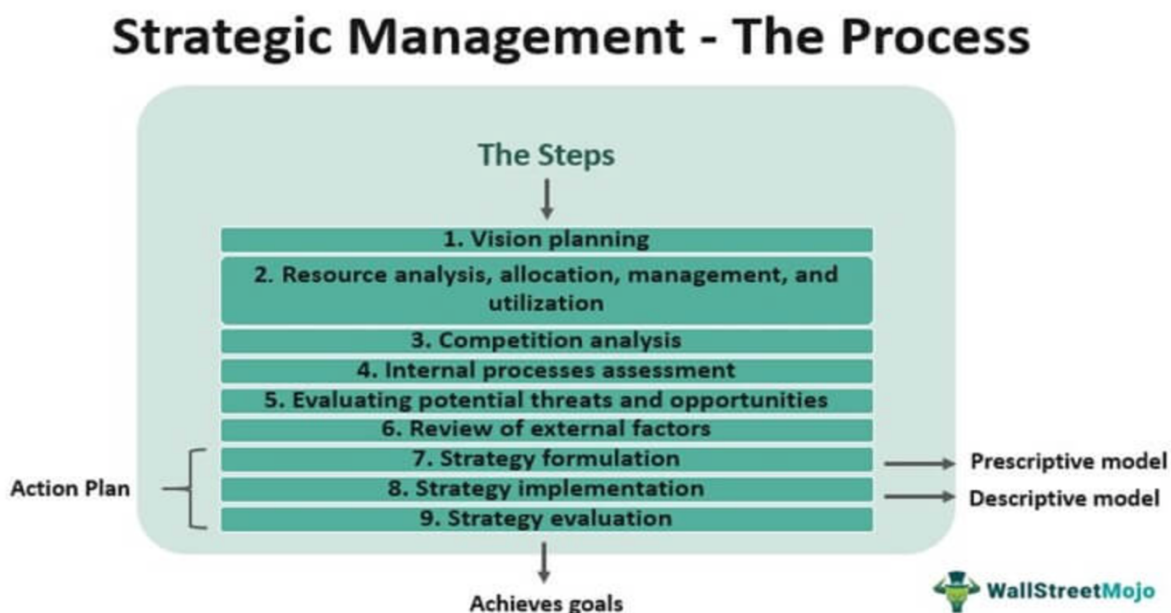 Strategic Management - The Process
The Steps
1. Vision planning
2. Resource analysis, allocation, management, and
utilization
3. Competition analysis
4. Internal processes assessment
5. Evaluating potential threats and opportunities
6. Review of external factors
7. Strategy formulation
Prescriptive model
Action Plan
8. Strategy implementation
Descriptive model
9. Strategy evaluation
Achieves goals
WallStreetMojo